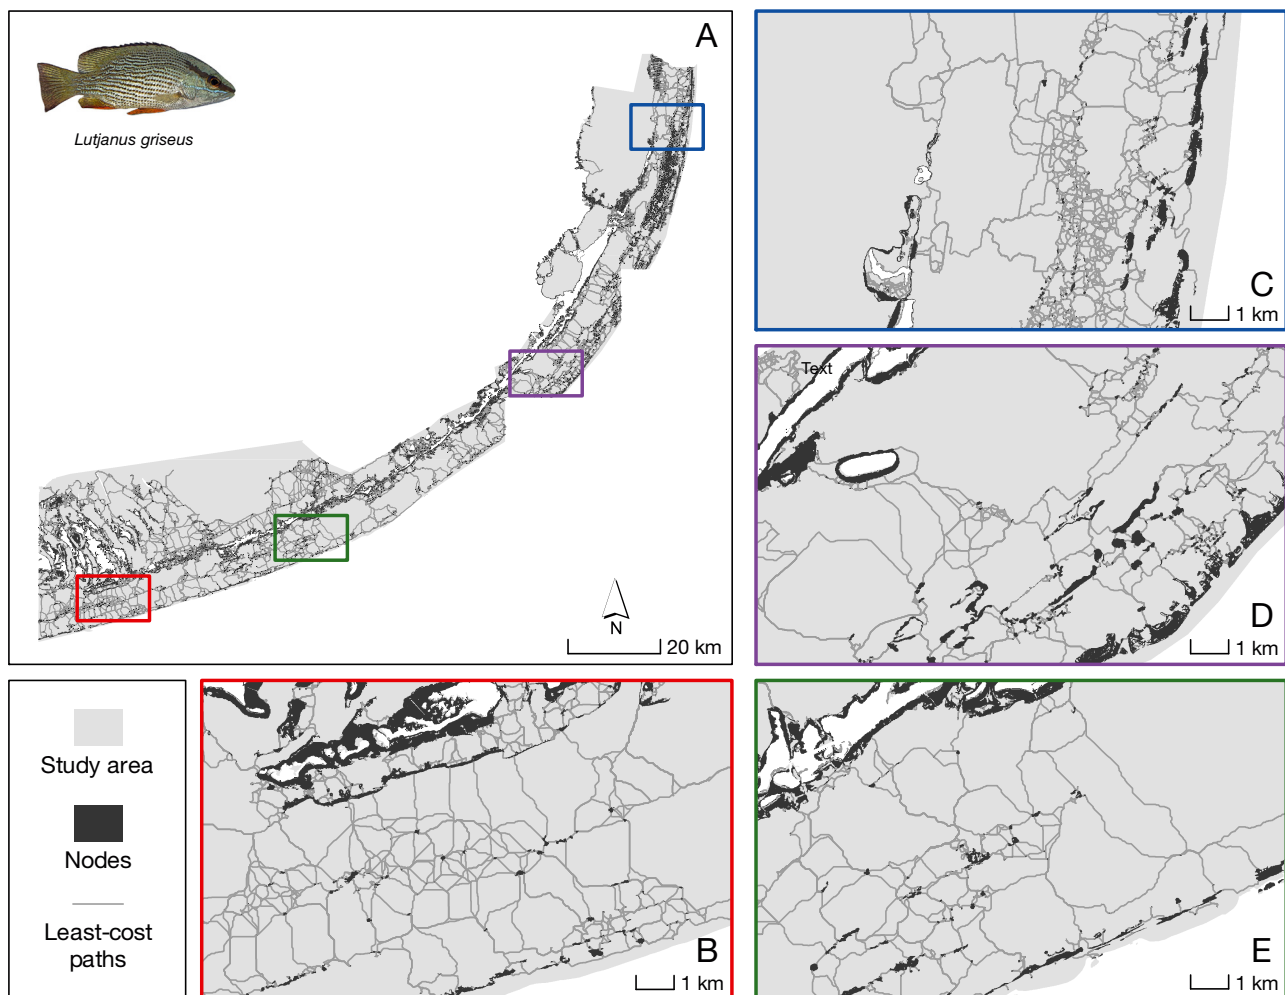 A
Lutjanus griseus
N
20 km
C
1 km
Text
D
1 km
Study area
Nodes
Least-cost
paths
B
1 km
E
1 km